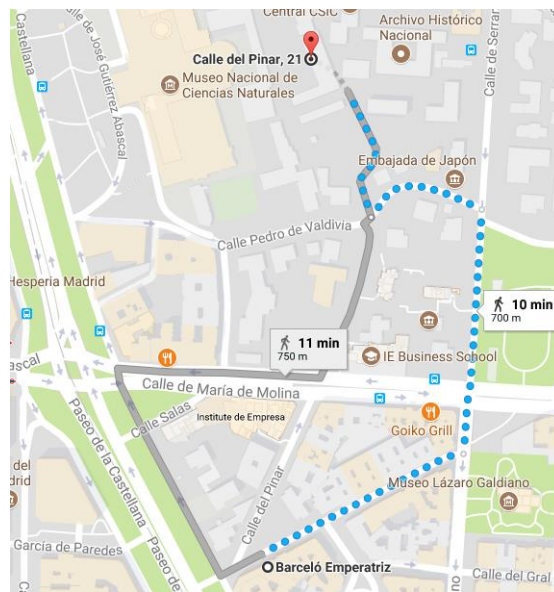 Castellana
Calle de José Gutiérrez
Abascal
Central CSIC
Archivo Histórico
Nacional
Calle de Serran
Calle del Pinar, 21
Museo Nacional de
Ciencias Naturales
Embajada de Japón
Calle Pedro de Valdivia
Hesperia Madrid
10 min
700 m
11 min
750 m
IE Business School
ascal
Calle de María de Molina
Calle Salas
Institute de Empresa
Goiko Grill
Paseo de la Castellana
Calle del Pinar
Museo Lázaro Galdiano
del
drid
García de Paredes
Paseo de
Barceló Emperatriz
no
Calle del Gral